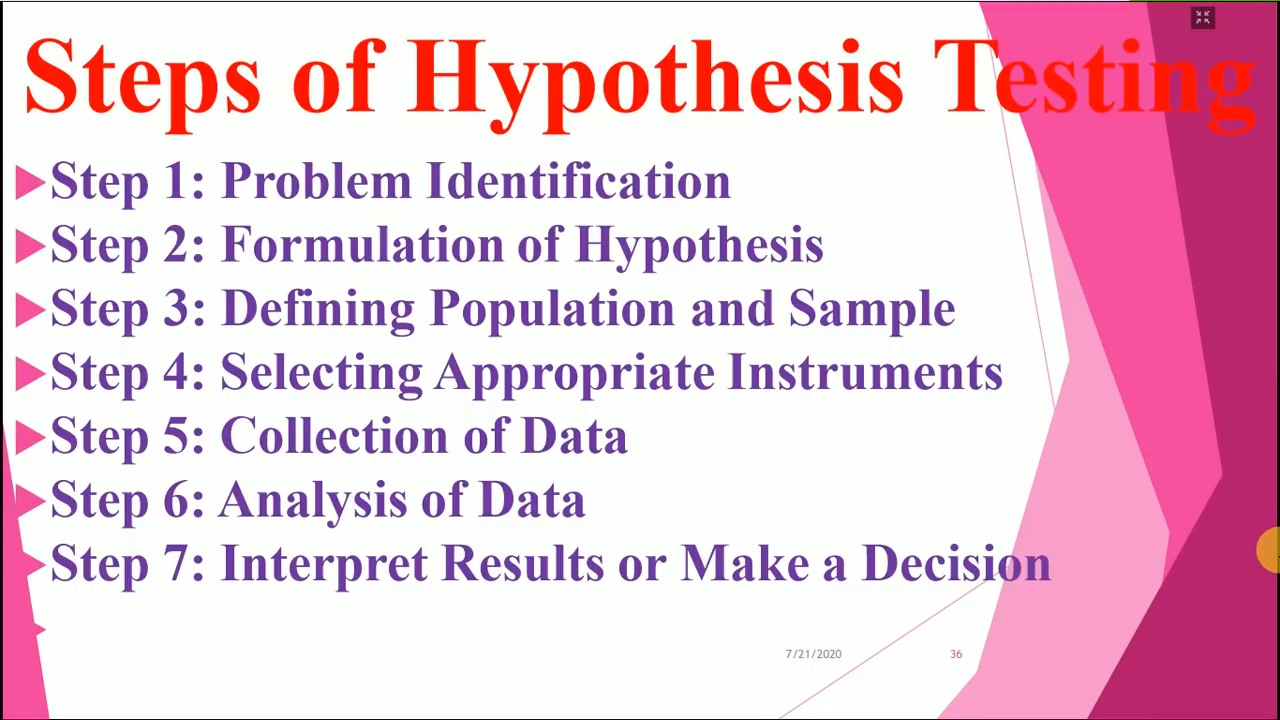 Steps of Hypothesis Testing
Step 1: Problem Identification
Step 2: Formulation of Hypothesis
Step 3: Defining Population and Sample
Step 4: Selecting Appropriate Instruments
Step 5: Collection of Data
Step 6: Analysis of Data
Step 7: Interpret Results or Make a Decision
7/21/2020
36